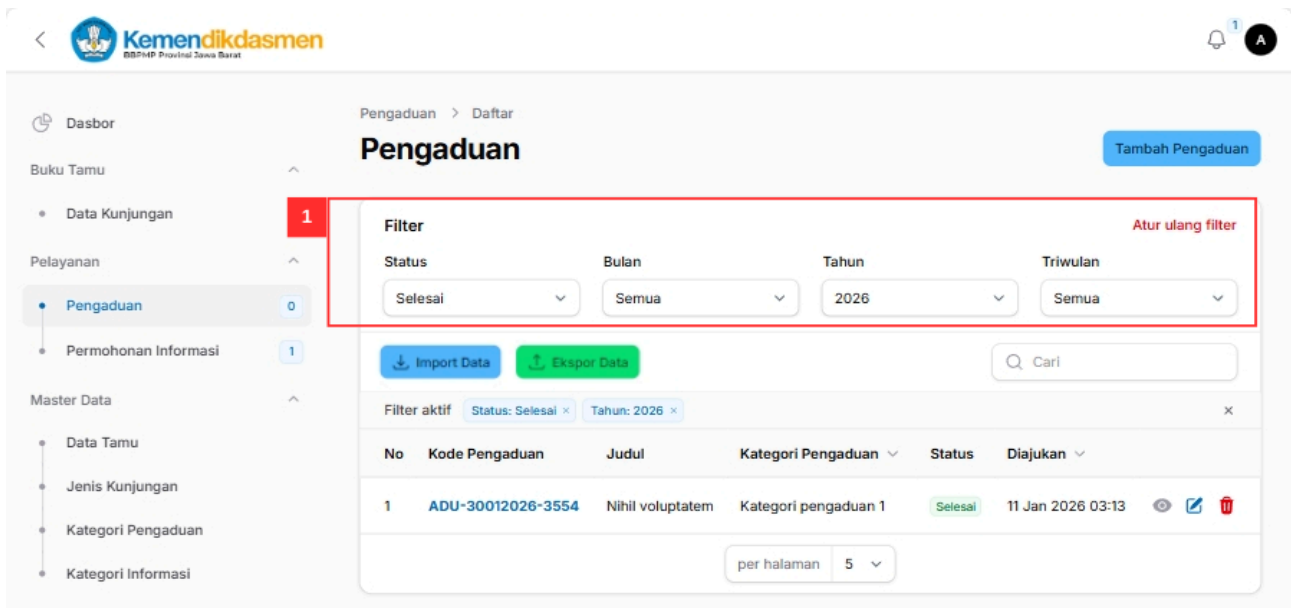 Kemendikdasmen
BBPMP Provinsi Jawa Barat
1
A
Dasbor
Buku Tamu
Data Kunjungan
Pelayanan
Pengaduan 0
Permohonan Informasi 1
Master Data
Data Tamu
Jenis Kunjungan
Kategori Pengaduan
Kategori Informasi
Pengaduan > Daftar
Pengaduan
Tambah Pengaduan
1
Filter Atur ulang filter
Status Bulan Tahun Triwulan
Selesai Semua 2026 Semua
Import Data Ekspor Data Cari
Filter aktif Status: Selesai × Tahun: 2026 × ×
No Kode Pengaduan Judul Kategori Pengaduan Status Diajukan
1 ADU-30012026-3554 Nihil voluptatem Kategori pengaduan 1 Selesai 11 Jan 2026 03:13
per halaman 5